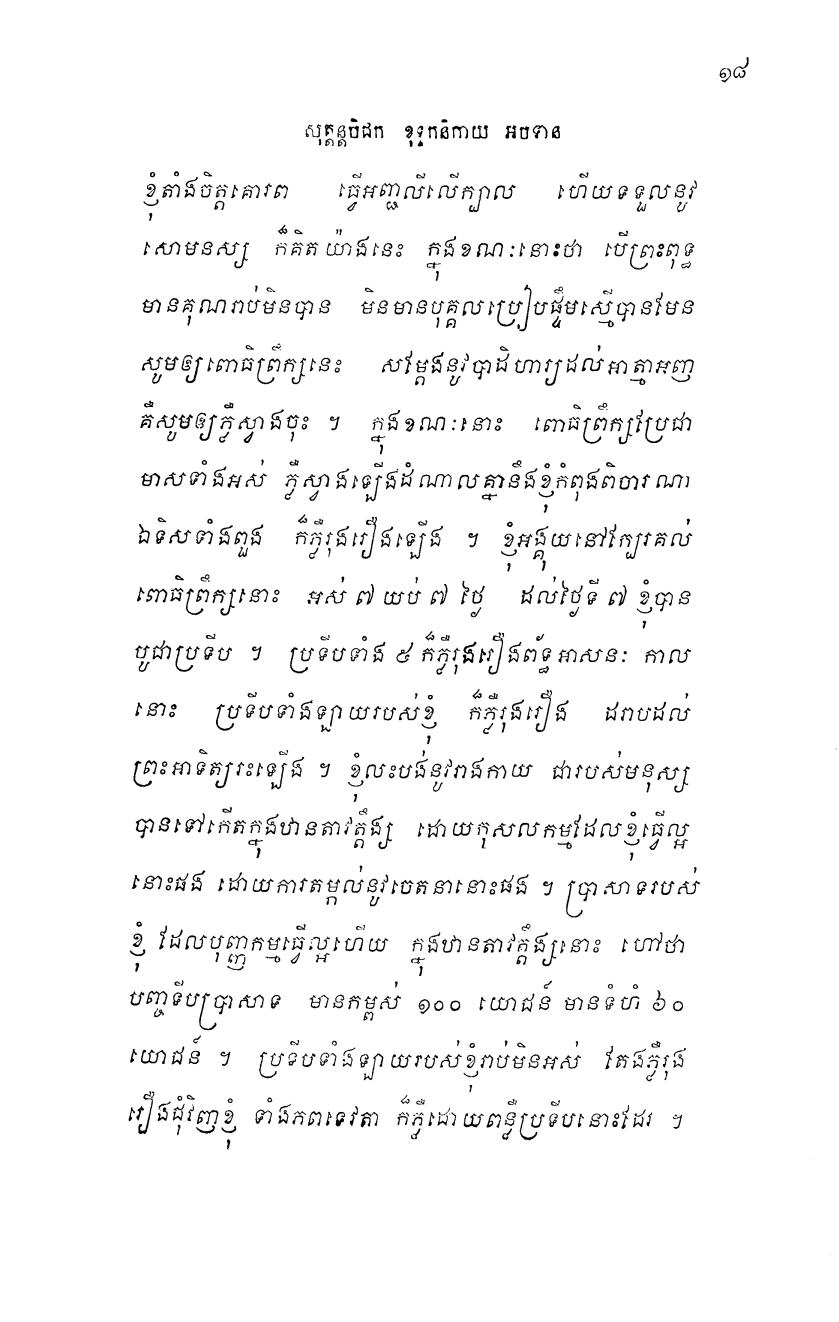 ១៨
សុត្តន្តបិដក ខុទ្ទកនិកាយ អបទាន
ខ្ញុំតាំងចិត្តគោរព ធ្វើអញ្ជលីលើក្បាល ហើយទទួលនូវ
សោមនស្ស ក៏គិតយ៉ាងនេះ ក្នុងខណៈនោះថា បើព្រះពុទ្ធ
មានគុណរាប់មិនបាន មិនមានបុគ្គលប្រៀបផ្ទឹមស្មើបានមែន
សូមឲ្យពោធិព្រឹក្សនេះ សម្តែងនូវបាដិហារ្យដល់អាត្មាអញ
គឺសូមឲ្យភ្លឺស្វាងចុះ ។ ក្នុងខណៈនោះ ពោធិព្រឹក្សប្រែជា
មាសទាំងអស់ ភ្លឺស្វាងឡើងដំណាលគ្នានឹងខ្ញុំកំពុងពិចារណា
ឯទិសទាំងពួង ក៏ភ្លឺរុងរឿងឡើង ។ ខ្ញុំអង្គុយនៅក្បែរគល់
ពោធិព្រឹក្សនោះ អស់ ៧ យប់ ៧ ថ្ងៃ ដល់ថ្ងៃទី ៧ ខ្ញុំបាន
បូជាប្រទីប ។ ប្រទីបទាំង ៥ ក៏ភ្លឺរុងរឿងព័ទ្ធអាសនៈ កាល
នោះ ប្រទីបទាំងឡាយរបស់ខ្ញុំ ក៏ភ្លឺរុងរឿង ដរាបដល់
ព្រះអាទិត្យរះឡើង ។ ខ្ញុំលះបង់នូវរាងកាយ ជារបស់មនុស្ស
បានទៅកើតក្នុងឋានតាវត្តឹង្ស ដោយកុសលកម្មដែលខ្ញុំធ្វើល្អ
នោះផង ដោយការតម្កល់នូវចេតនានោះផង ។ ប្រាសាទរបស់
ខ្ញុំ ដែលបុញ្ញកម្មធ្វើល្អហើយ ក្នុងឋានតាវត្តឹង្សនោះ ហៅថា
បញ្ចទីបប្រាសាទ មានកម្ពស់ ១០០ យោជន៍ មានទំហំ ៦០
យោជន៍ ។ ប្រទីបទាំងឡាយរបស់ខ្ញុំរាប់មិនអស់ តែងភ្លឺរុង
រឿងជុំវិញខ្ញុំ ទាំងភពទេវតា ក៏ភ្លឺដោយពន្លឺប្រទីបនោះដែរ ។